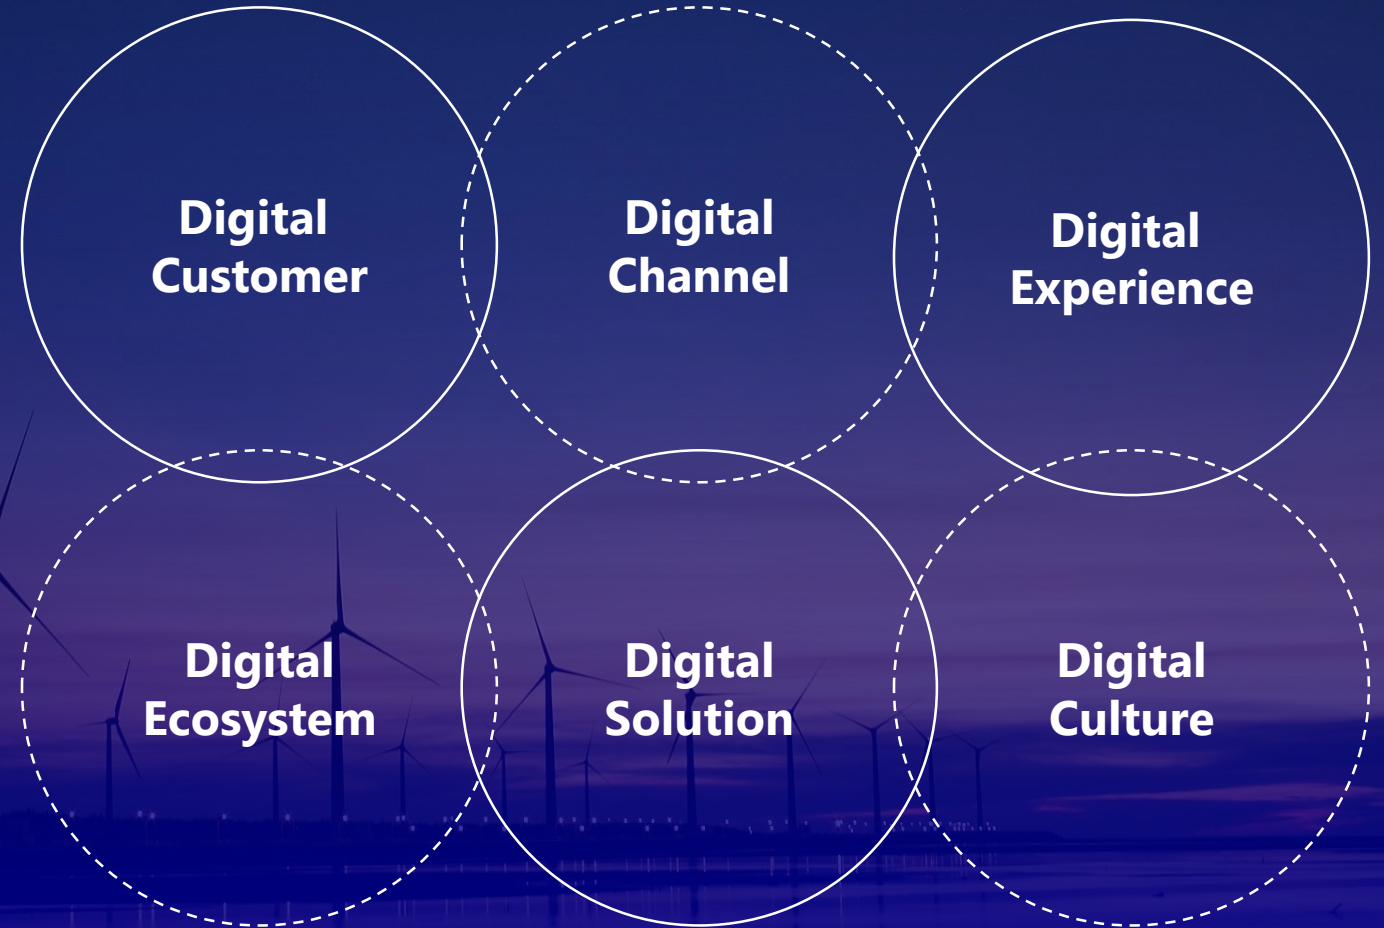 Digital
Customer
Digital
Channel
Digital
Experience
Digital
Ecosystem
Digital
Solution
Digital
Culture